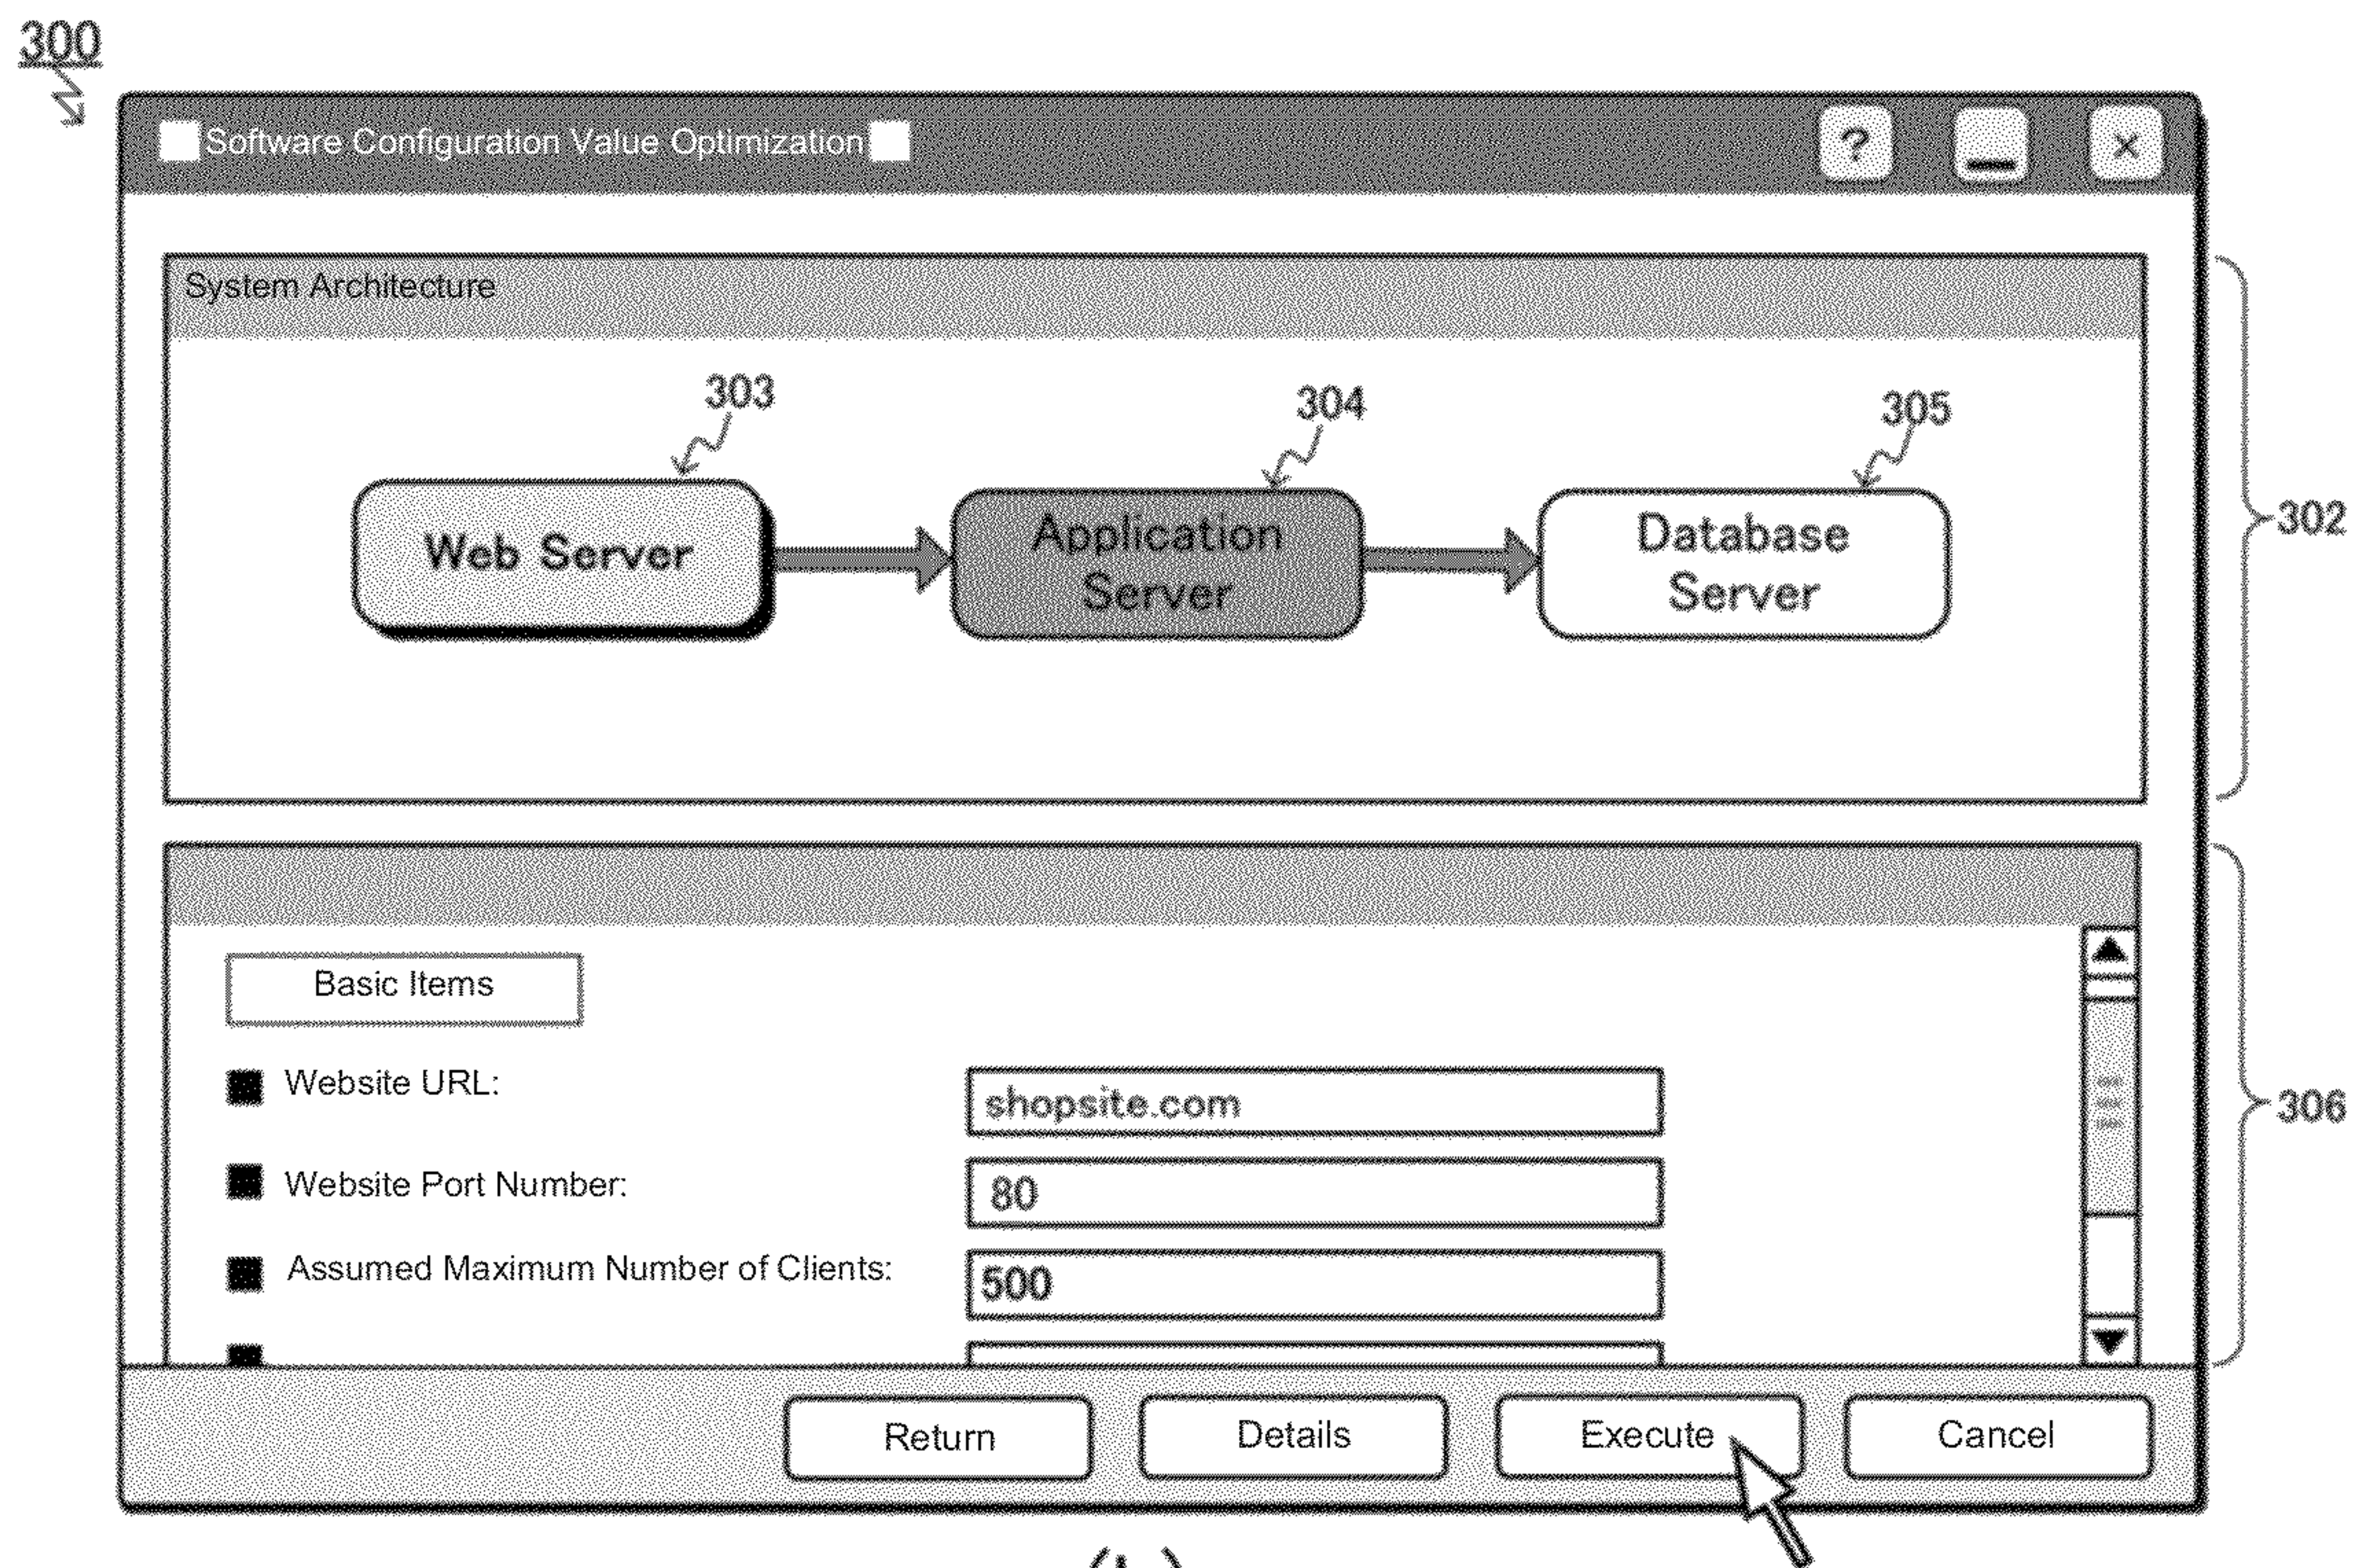 300
Software Configuration Value Optimization
?
×
System Architecture
303
304
305
Web Server
Application
Server
Database
Server
302
Basic Items
Website URL:
shopsite.com
Website Port Number:
80
Assumed Maximum Number of Clients:
500
306
Return
Details
Execute
Cancel